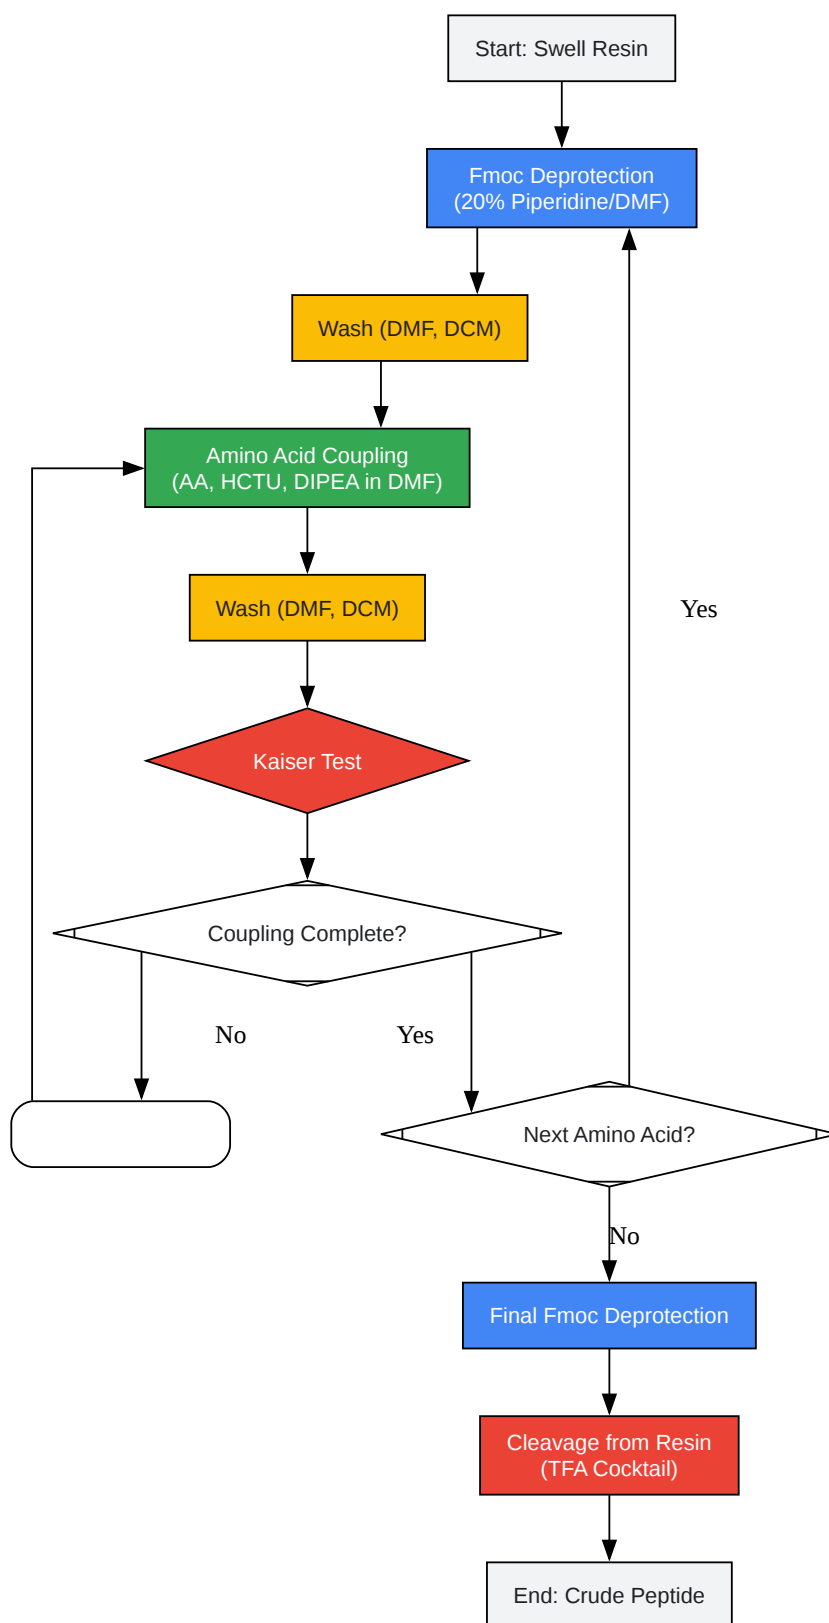 Start: Swell Resin
Fmoc Deprotection
(20% Piperidine/DMF)
Wash (DMF, DCM)
Amino Acid Coupling
(AA, HCTU, DIPEA in DMF)
Wash (DMF, DCM)
Yes
Kaiser Test
Coupling Complete?
No
Yes
Next Amino Acid?
No
Final Fmoc Deprotection
Cleavage from Resin
(TFA Cocktail)
End: Crude Peptide